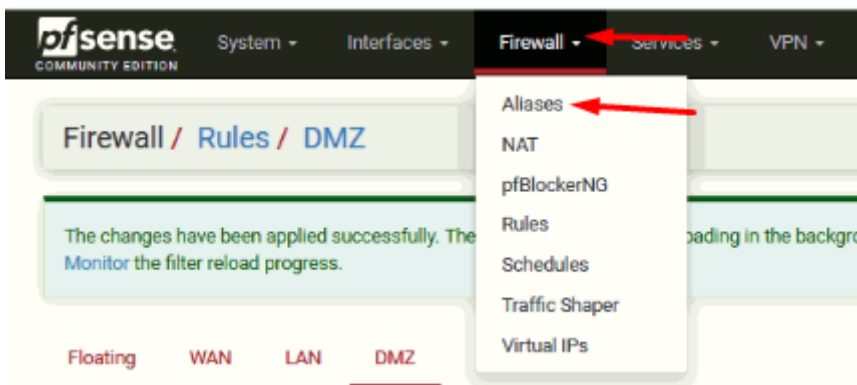 pfsense System Interfaces Firewall Services VPN
COMMUNITY EDITION
Aliases
NAT
pfBlockerNG
Rules
Schedules
Traffic Shaper
Virtual IPs
Firewall / Rules / DMZ
The changes have been applied successfully. The oading in the backgro
Monitor the filter reload progress.
Floating WAN LAN DMZ